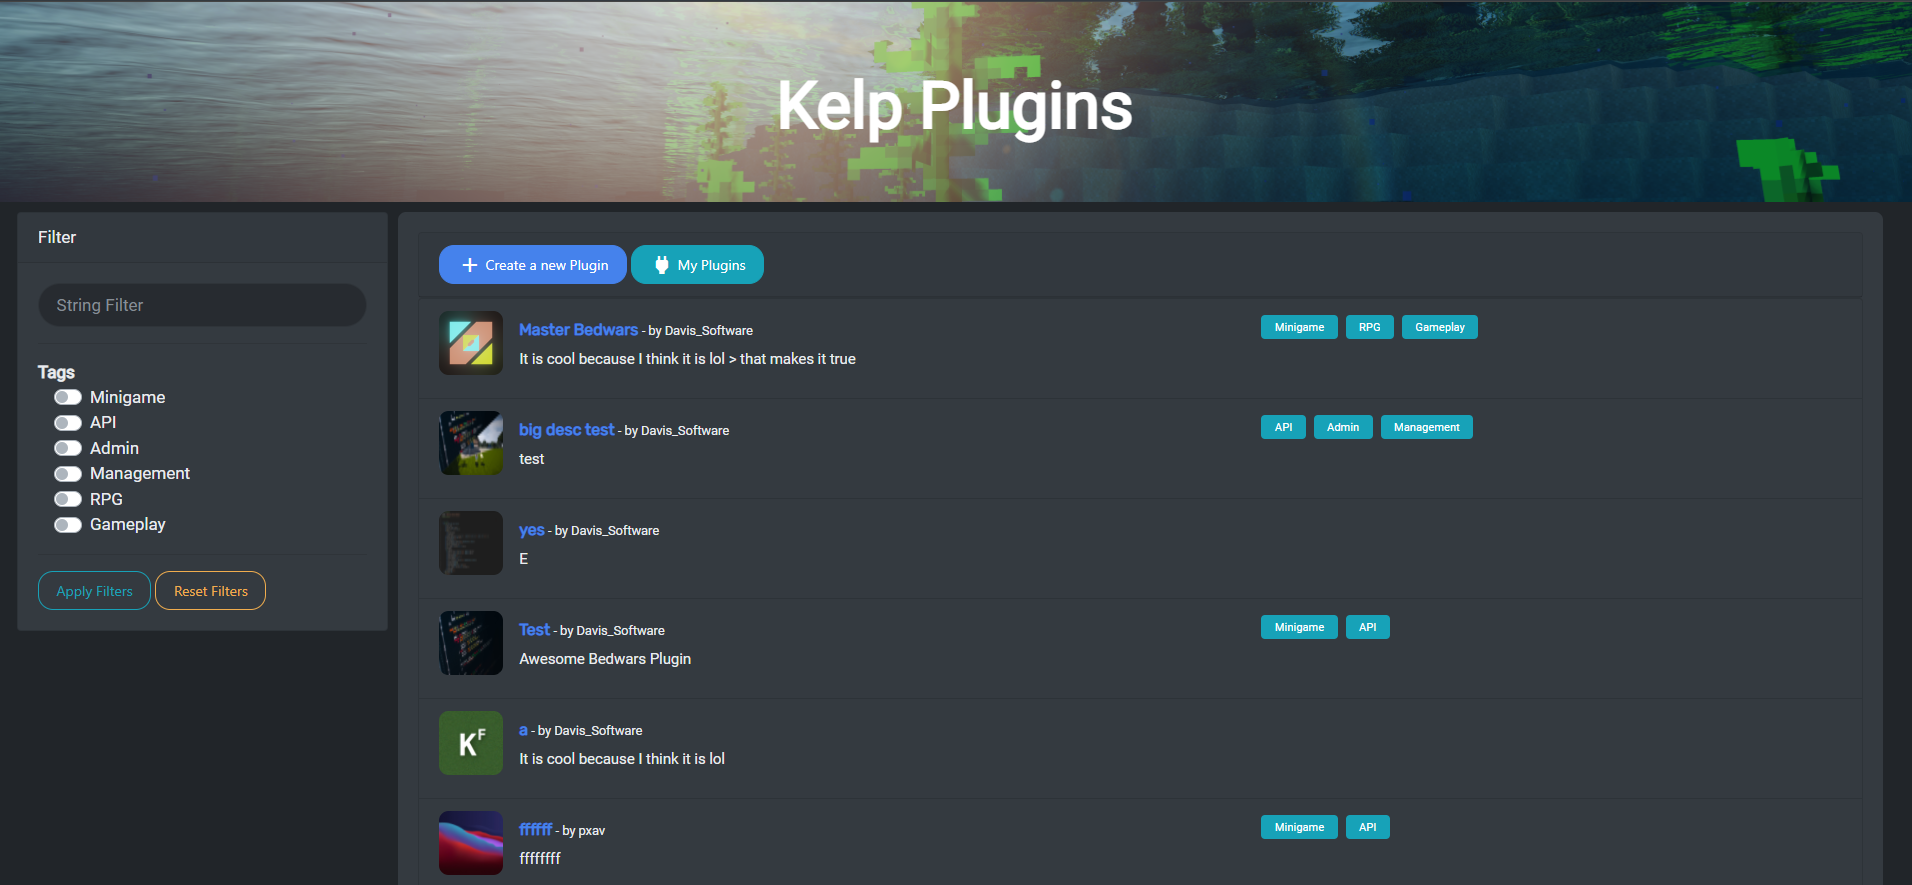 Kelp Plugins
Filter
String Filter
Tags
Minigame
API
Admin
Management
RPG
Gameplay
Apply Filters Reset Filters
Create a new Plugin My Plugins
Master Bedwars - by Davis_Software
It is cool because I think it is lol > that makes it true
Minigame RPG Gameplay
big desc test - by Davis_Software
test
API Admin Management
yes - by Davis_Software
E
Test - by Davis_Software
Awesome Bedwars Plugin
Minigame API
KF
a - by Davis_Software
It is cool because I think it is lol
ffffff - by pxav
ffffffff
Minigame API